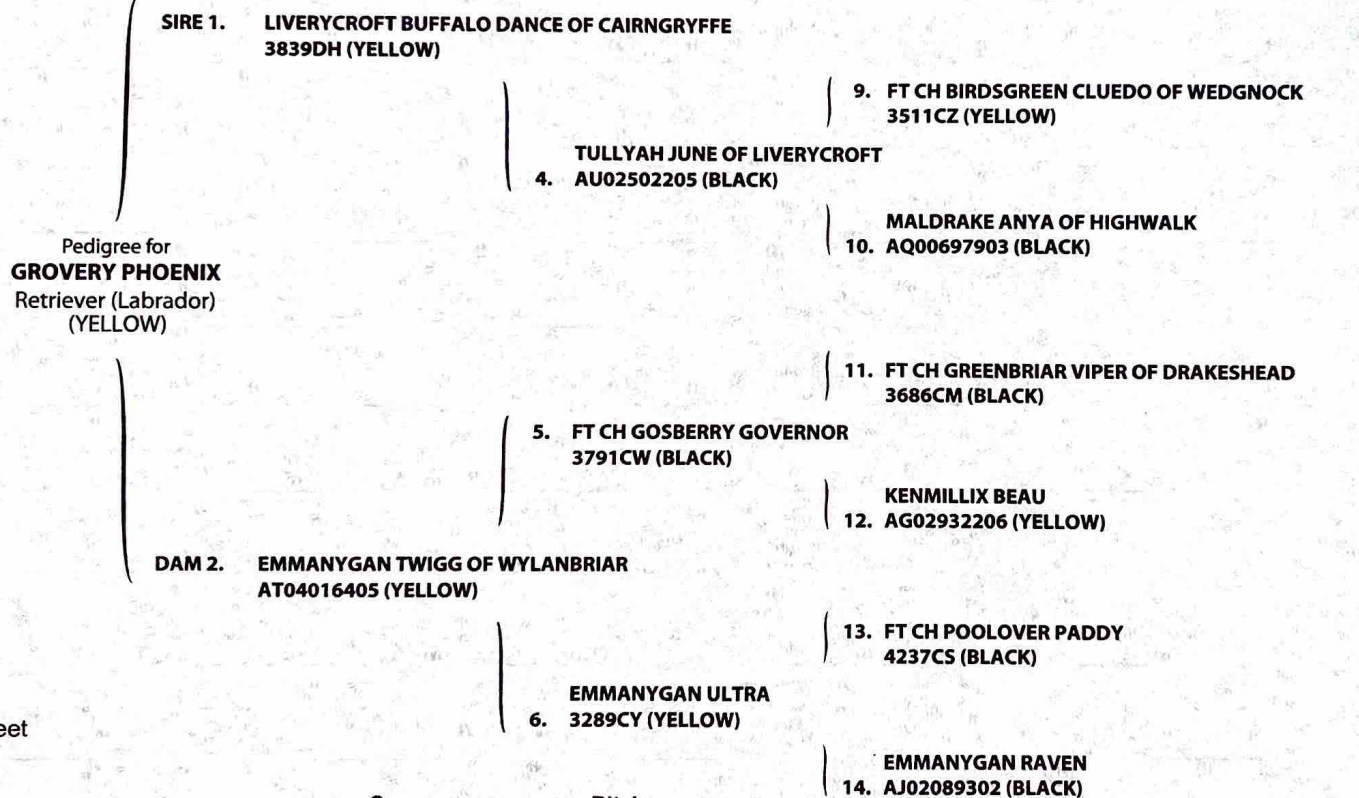 SIRE 1. LIVERYCROFT BUFFALO DANCE OF CAIRNGRYFFE
3839DH (YELLOW)
9. FT CH BIRDSGREEN CLUEDO OF WEDGNOCK
3511CZ (YELLOW)
TULLYAH JUNE OF LIVERYCROFT
4. AU02502205 (BLACK)
MALDRAKE ANYA OF HIGHWALK
10. AQ00697903 (BLACK)
Pedigree for
GROVERY PHOENIX
Retriever (Labrador)
(YELLOW)
11. FT CH GREENBRIAR VIPER OF DRAKESHEAD
3686CM (BLACK)
5. FT CH GOSBERRY GOVERNOR
3791CW (BLACK)
KENMILLIX BEAU
12. AG02932206 (YELLOW)
DAM 2. EMMANYGAN TWIGG OF WYLANBRIAR
AT04016405 (YELLOW)
13. FT CH POOLOVER PADDY
4237CS (BLACK)
EMMANYGAN ULTRA
6. 3289CY (YELLOW)
EMMANYGAN RAVEN
14. AJ02089302 (BLACK)
eet